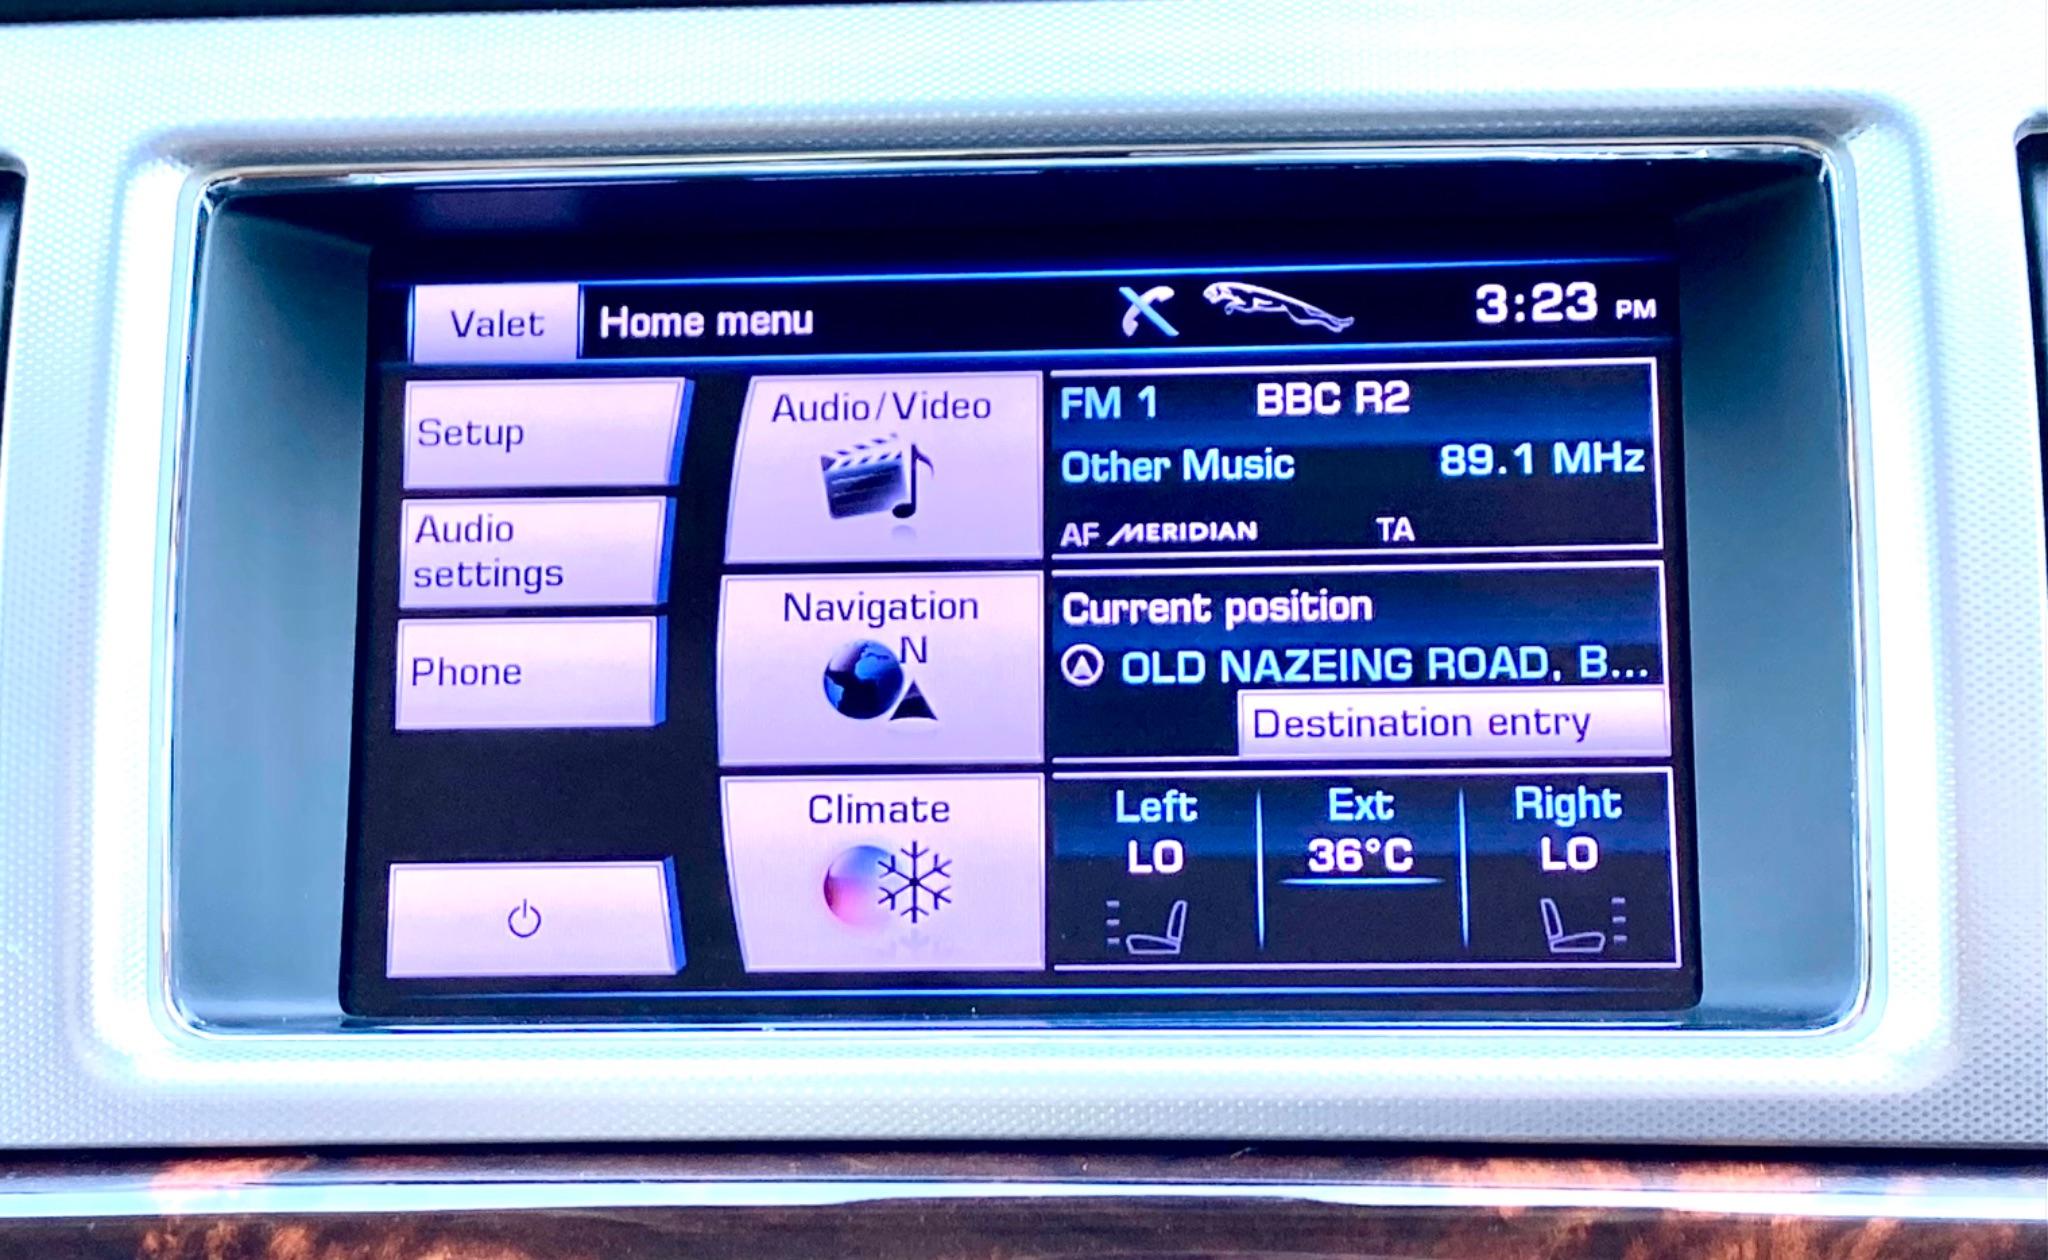 Valet
Home menu
3:23 PM
Setup
Audio
settings
Phone
Audio/Video
Navigation
N
Climate
FM 1 BBC R2
Other Music 89.1 MHz
AF MERIDIAN TA
Current position
OLD NAZEING ROAD, B...
Destination entry
Left Ext Right
LO 36°C LO